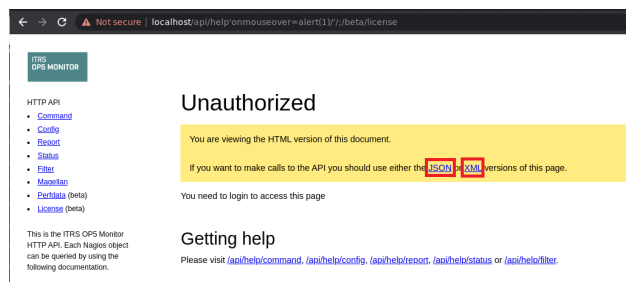 Not secure | localhost/api/help'onmouseover=alert(1)/'/;/beta/license
ITRS
OP5 MONITOR
HTTP API
Command
Config
Report
Status
Filter
Magellan
Perfdata (beta)
License (beta)
This is the ITRS OP5 Monitor
HTTP API. Each Nagios object
can be queried by using the
following documentation.
Unauthorized
You are viewing the HTML version of this document.
If you want to make calls to the API you should use either the JSON or XML versions of this page.
You need to login to access this page
Getting help
Please visit /api/help/command, /api/help/config, /api/help/report, /api/help/status or /api/help/filter.